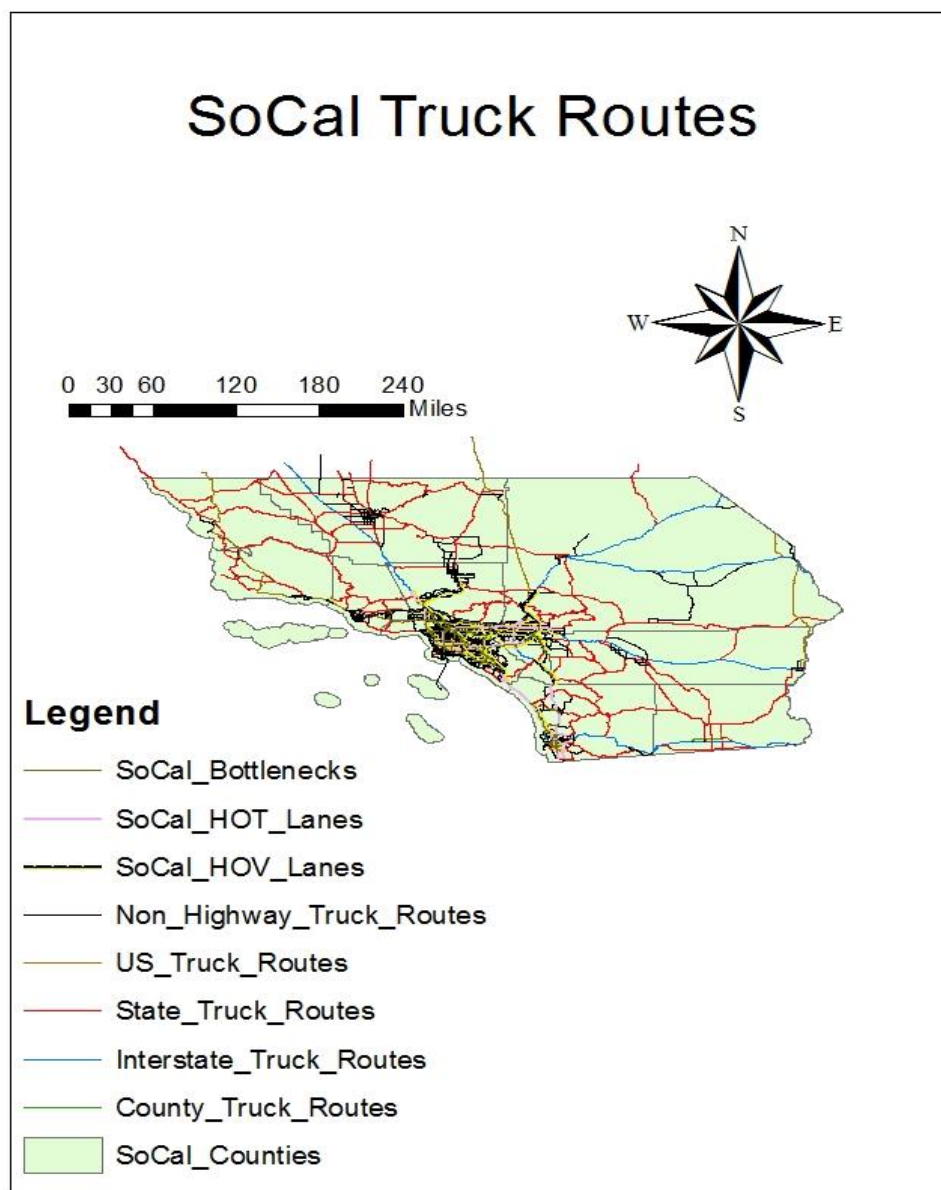 SoCal Truck Routes
N
W E
S
0 30 60 120 180 240
Miles
Legend
SoCal_Bottlenecks
SoCal_HOT_Lanes
SoCal_HOV_Lanes
Non_Highway_Truck_Routes
US_Truck_Routes
State_Truck_Routes
Interstate_Truck_Routes
County_Truck_Routes
SoCal_Counties